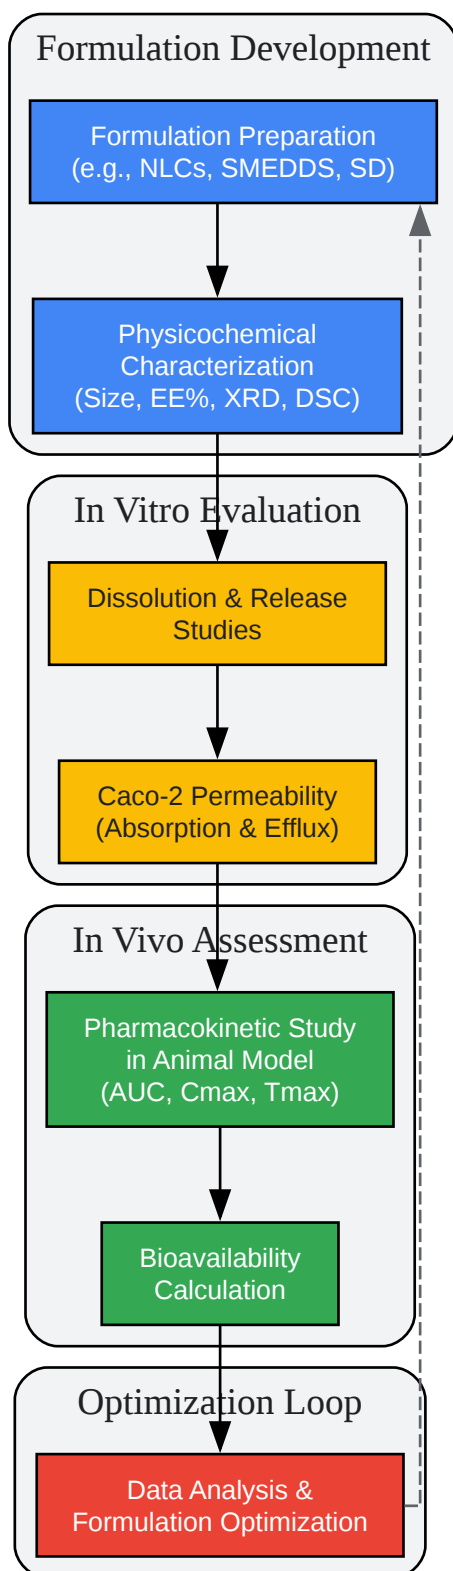 Formulation Development
Formulation Preparation
(e.g., NLCs, SMEDDS, SD)
Physicochemical
Characterization
(Size, EE%, XRD, DSC)
In Vitro Evaluation
Dissolution & Release
Studies
Caco-2 Permeability
(Absorption & Efflux)
In Vivo Assessment
Pharmacokinetic Study
in Animal Model
(AUC, Cmax, Tmax)
Bioavailability
Calculation
Optimization Loop
Data Analysis &
Formulation Optimization